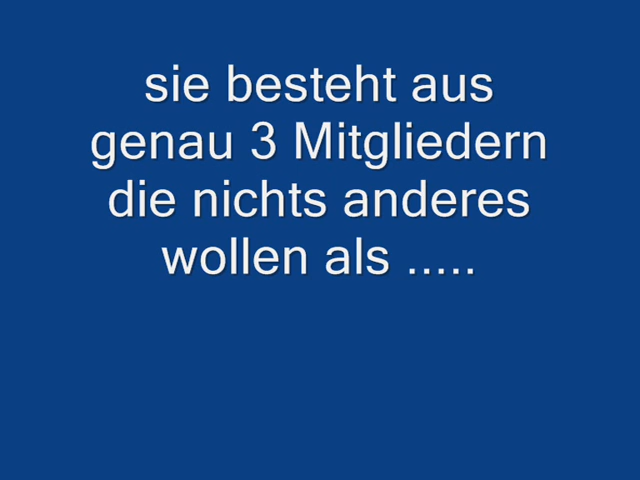 sie besteht aus
genau 3 Mitgliedern
die nichts anderes
wollen als .....